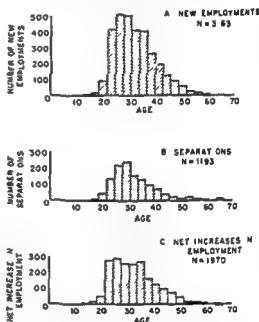 A NEW EMPLOYMENTS
N=3 63
NUMBER OF NEW
EMPLOYMENTS
500
400
300
200
100
0
10 20 30 40 50 60 70
AGE
B SEPARAT ONS
N=1193
NUMBER OF
SEPARAT ONS
300
200
100
0
10 20 30 40 50 60 70
AGE
C NET INCREASES N
EMPLOYMENT
N=1970
NET INCREASE N
EMPLOYMENT
300
200
100
0
10 20 30 40 50 60 70
AGE